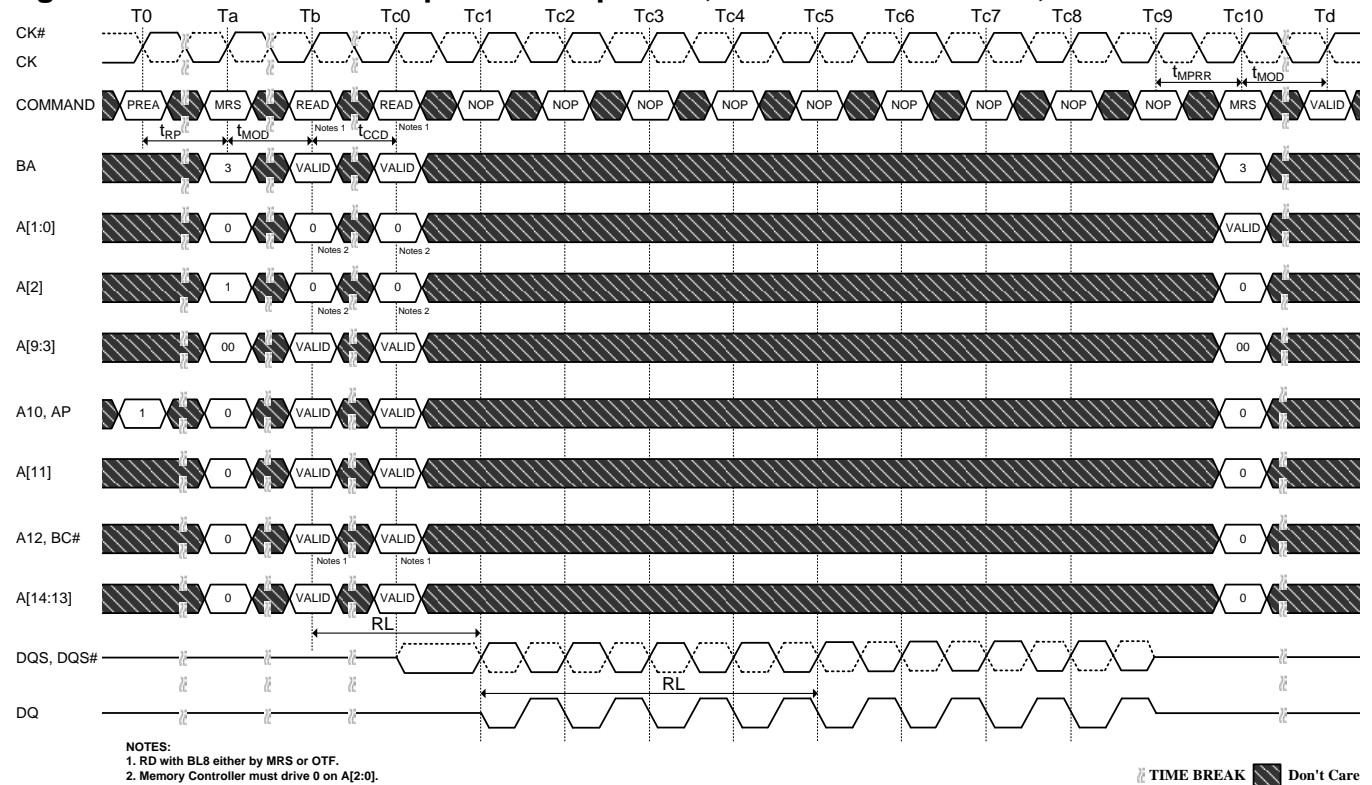 T0 Ta Tb Tc0 Tc1 Tc2 Tc3 Tc4 Tc5 Tc6 Tc7 Tc8 Tc9 Tc10 Td
CK#
CK
tMPRR tMOD
COMMAND PREA MRS READ READ NOP NOP NOP NOP NOP NOP NOP NOP NOP MRS VALID
Notes 1 Notes 1
tRP tMOD tCCD
BA 3 VALID VALID 3
A[1:0] 0 0 0 VALID
Notes 2 Notes 2
A[2] 1 0 0 0
Notes 2 Notes 2
A[9:3] 00 VALID VALID 00
A10, AP 1 0 VALID VALID 0
A[11] 0 VALID VALID 0
A12, BC# 0 VALID VALID 0
Notes 1 Notes 1
A[14:13] 0 VALID VALID 0
RL
DQS, DQS#
RL
DQ
NOTES:
1. RD with BL8 either by MRS or OTF.
2. Memory Controller must drive 0 on A[2:0].
TIME BREAK Don't Care